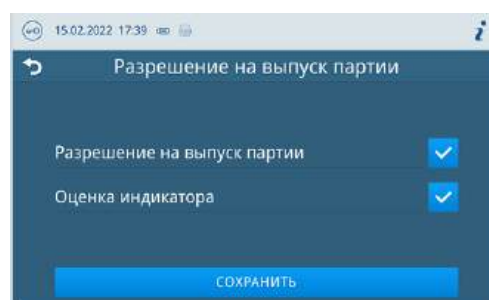 15.02.2022 17:39
Разрешение на выпуск партии
Разрешение на выпуск партии
Оценка индикатора
СОХРАНИТЬ